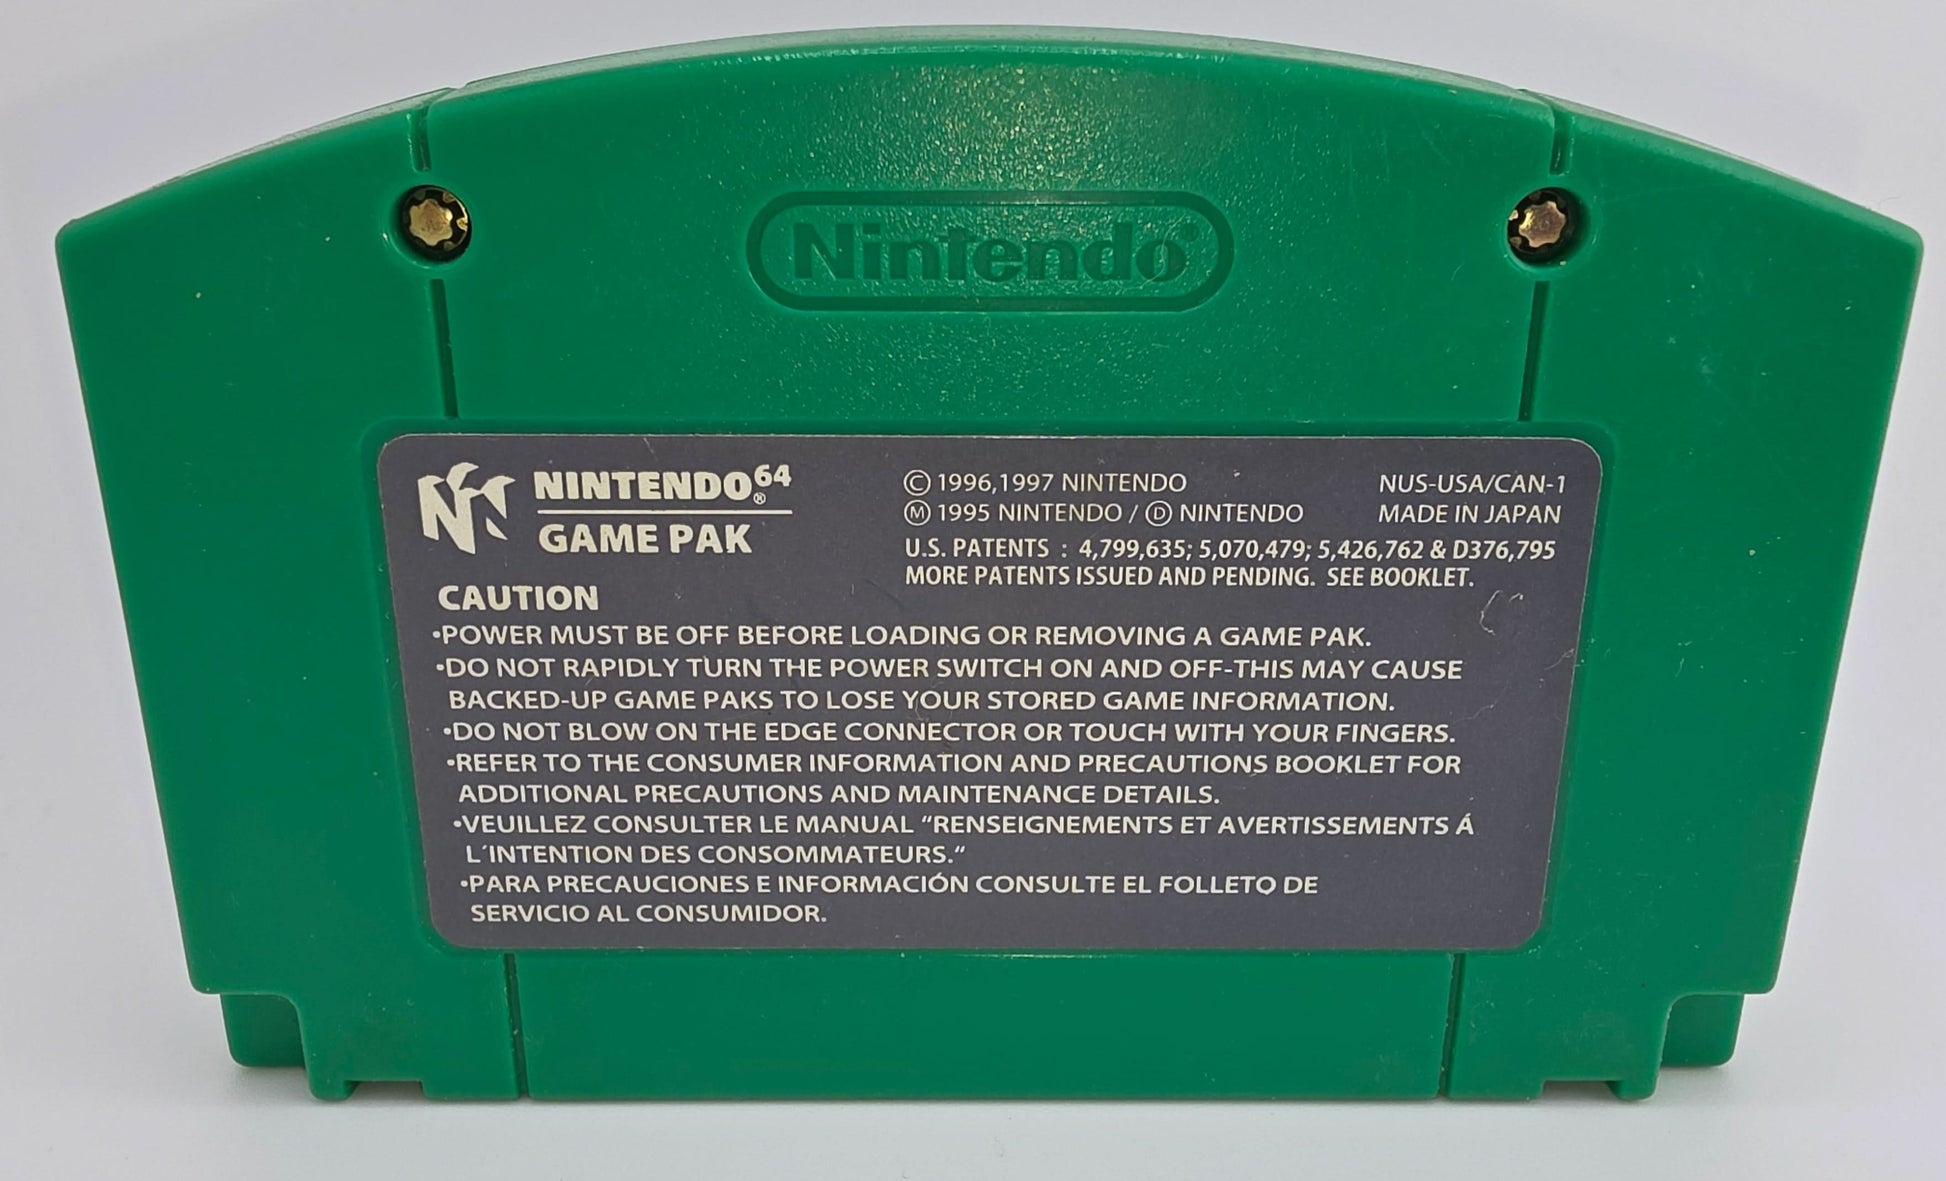 Nintendo
NINTENDO64®
GAME PAK
© 1996,1997 NINTENDO
Ⓜ 1995 NINTENDO / Ⓓ NINTENDO
NUS-USA/CAN-1
MADE IN JAPAN
U.S. PATENTS : 4,799,635; 5,070,479; 5,426,762 & D376,795
MORE PATENTS ISSUED AND PENDING. SEE BOOKLET.
CAUTION
•POWER MUST BE OFF BEFORE LOADING OR REMOVING A GAME PAK.
•DO NOT RAPIDLY TURN THE POWER SWITCH ON AND OFF-THIS MAY CAUSE
BACKED-UP GAME PAKS TO LOSE YOUR STORED GAME INFORMATION.
•DO NOT BLOW ON THE EDGE CONNECTOR OR TOUCH WITH YOUR FINGERS.
•REFER TO THE CONSUMER INFORMATION AND PRECAUTIONS BOOKLET FOR
ADDITIONAL PRECAUTIONS AND MAINTENANCE DETAILS.
•VEUILLEZ CONSULTER LE MANUAL “RENSEIGNEMENTS ET AVERTISSEMENTS Á
L´INTENTION DES CONSOMMATEURS.“
•PARA PRECAUCIONES E INFORMACIÓN CONSULTE EL FOLLETO DE
SERVICIO AL CONSUMIDOR.